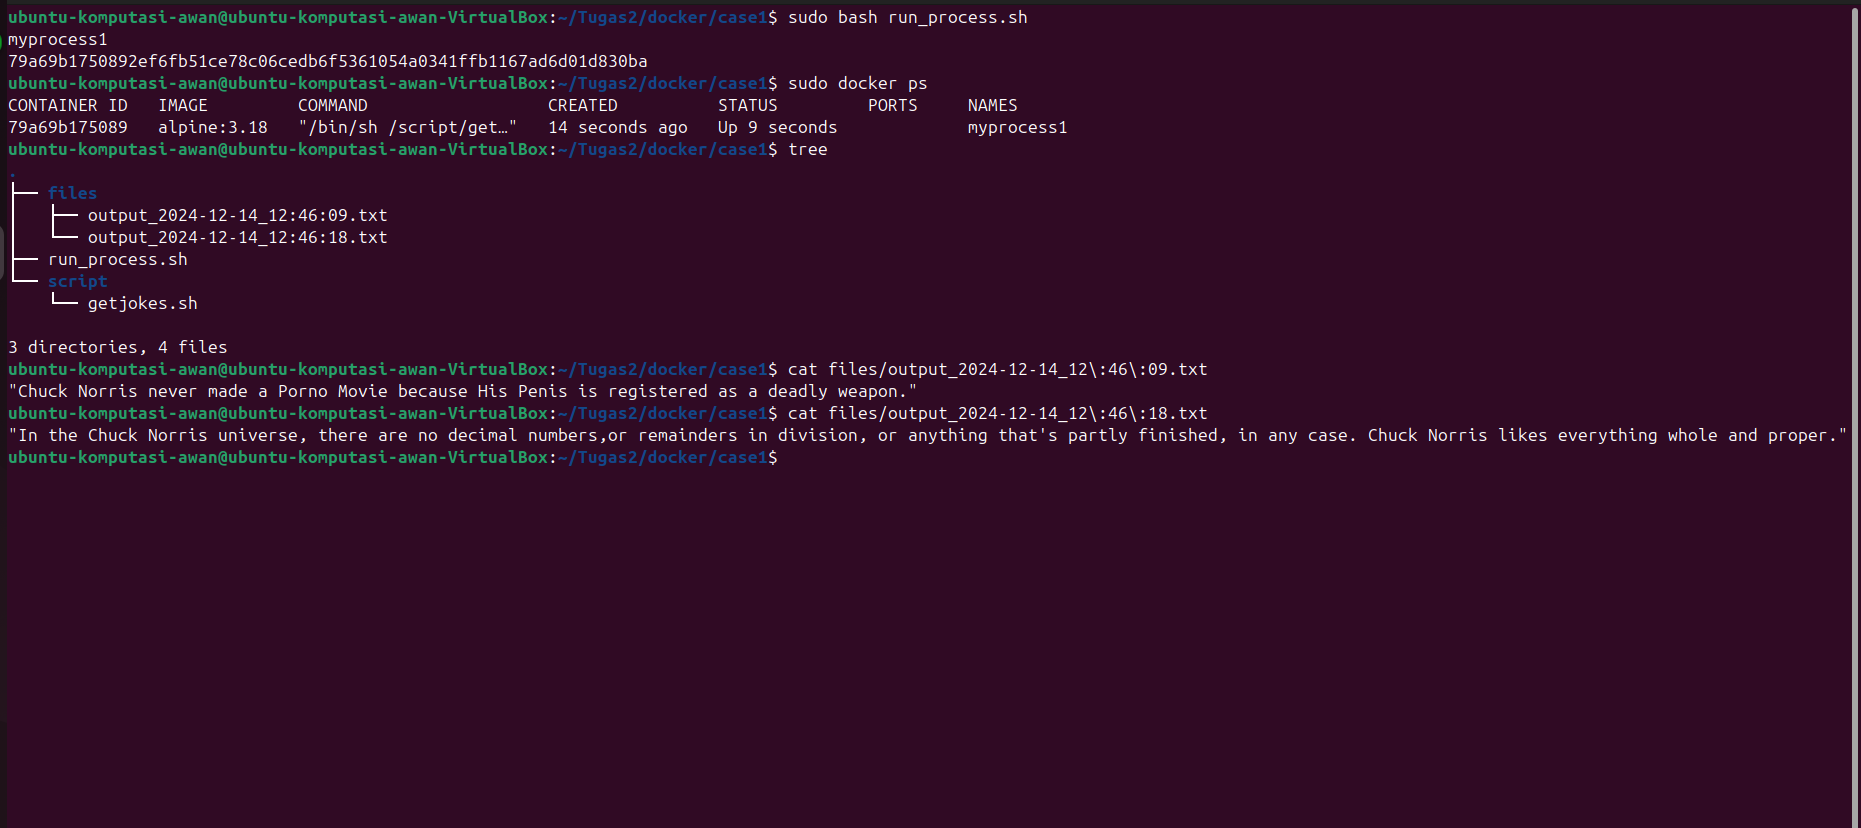 ubuntu-komputasi-awan@ubuntu-komputasi-awan-VirtualBox:~/Tugas2/docker/case1$ sudo bash run_process.sh
myprocess1
79a69b1750892ef6fb51ce78c06cedb6f5361054a0341ffb1167ad6d01d830ba
ubuntu-komputasi-awan@ubuntu-komputasi-awan-VirtualBox:~/Tugas2/docker/case1$ sudo docker ps
CONTAINER ID   IMAGE         COMMAND                  CREATED          STATUS         PORTS     NAMES
79a69b175089   alpine:3.18   "/bin/sh /script/get…"   14 seconds ago   Up 9 seconds             myprocess1
ubuntu-komputasi-awan@ubuntu-komputasi-awan-VirtualBox:~/Tugas2/docker/case1$ tree
.
├── files
│   ├── output_2024-12-14_12:46:09.txt
│   └── output_2024-12-14_12:46:18.txt
├── run_process.sh
└── script
    └── getjokes.sh
3 directories, 4 files
ubuntu-komputasi-awan@ubuntu-komputasi-awan-VirtualBox:~/Tugas2/docker/case1$ cat files/output_2024-12-14_12\:46\:09.txt
"Chuck Norris never made a Porno Movie because His Penis is registered as a deadly weapon."
ubuntu-komputasi-awan@ubuntu-komputasi-awan-VirtualBox:~/Tugas2/docker/case1$ cat files/output_2024-12-14_12\:46\:18.txt
"In the Chuck Norris universe, there are no decimal numbers,or remainders in division, or anything that's partly finished, in any case. Chuck Norris likes everything whole and proper."
ubuntu-komputasi-awan@ubuntu-komputasi-awan-VirtualBox:~/Tugas2/docker/case1$